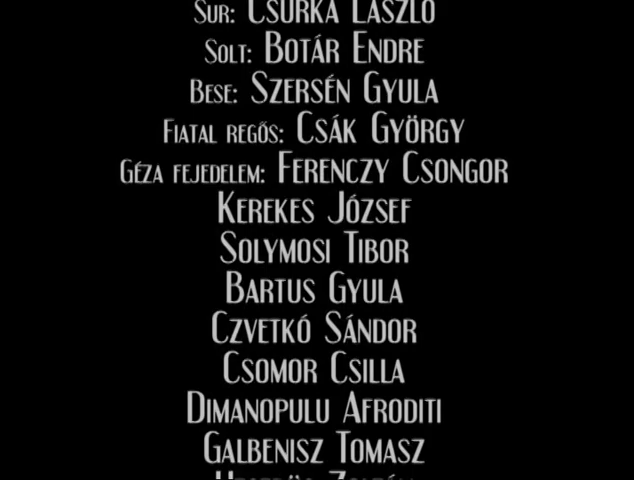 Sur: Csurka László
Solt: Botár Endre
Bese: Szersén Gyula
Fiatal regős: Csák György
Géza fejedelem: Ferenczy Csongor
Kerekes József
Solymosi Tibor
Bartus Gyula
Czvetkó Sándor
Csomor Csilla
Dimanopulu Afroditi
Galbenisz Tomasz